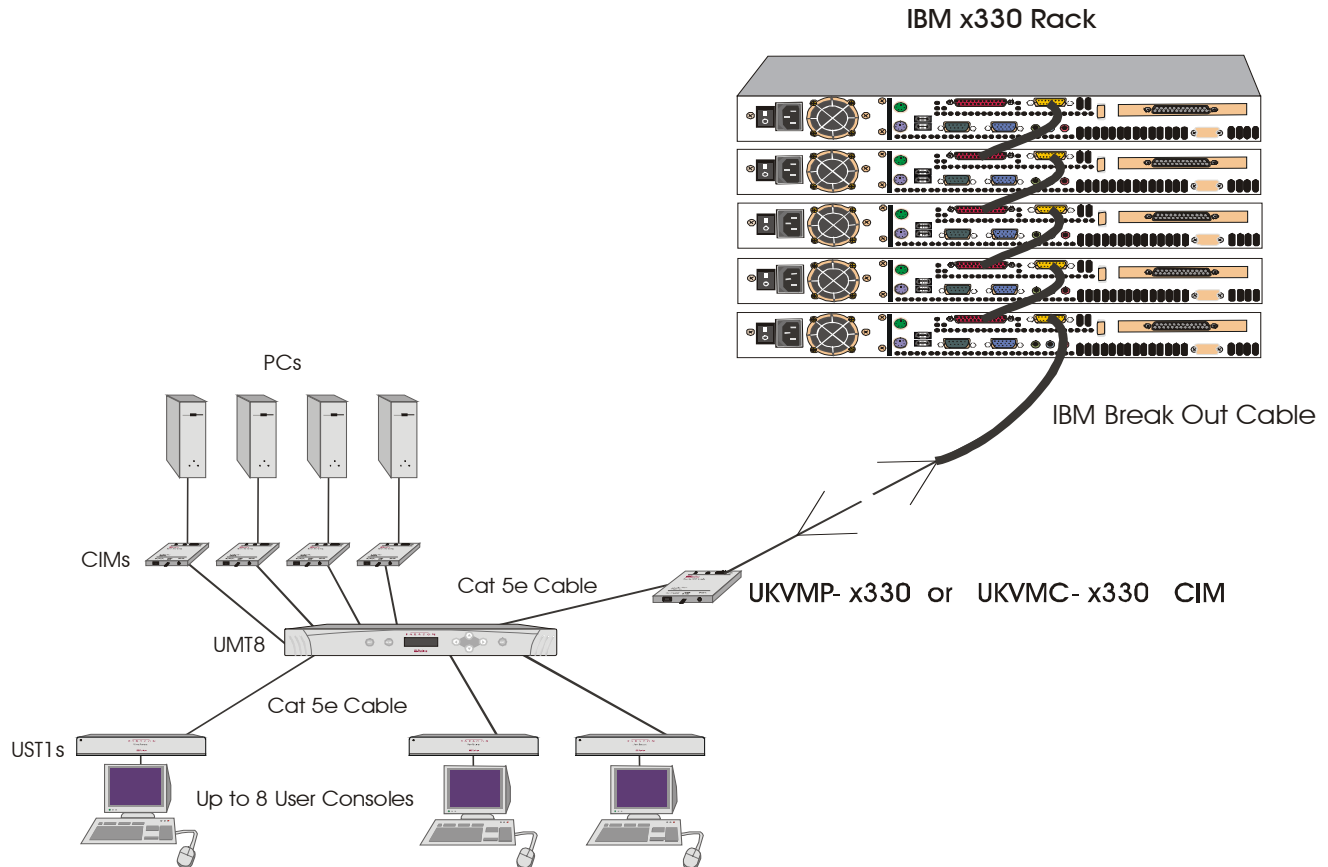 IBM x330 Rack
PCs
IBM Break Out Cable
CIMs
Cat 5e Cable
UKVMP- x330 or UKVMC- x330 CIM
UMT8
Cat 5e Cable
UST1s
Up to 8 User Consoles